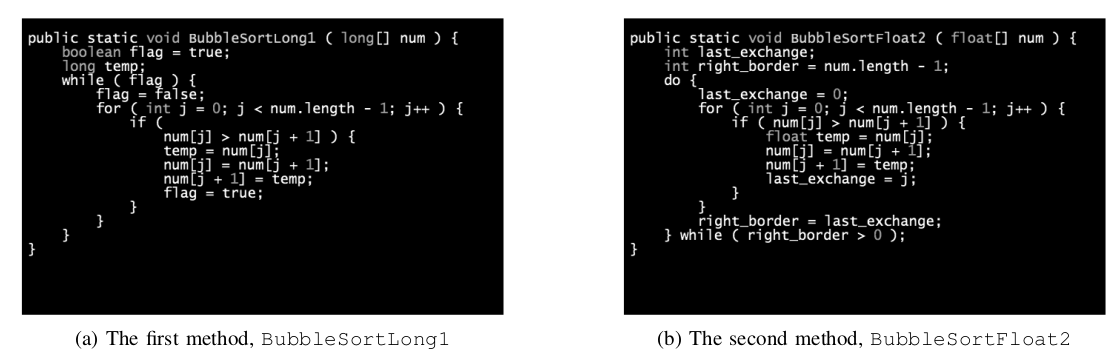 public static void BubbleSortLong1 ( long[] num ) {
    boolean flag = true;
    long temp;
    while ( flag ) {
        flag = false;
        for ( int j = 0; j < num.length - 1; j++ ) {
            if (
                num[j] > num[j + 1] ) {
                temp = num[j];
                num[j] = num[j + 1];
                num[j + 1] = temp;
                flag = true;
            }
        }
    }
}
(a) The first method, BubbleSortLong1
public static void BubbleSortFloat2 ( float[] num ) {
    int last_exchange;
    int right_border = num.length - 1;
    do {
        last_exchange = 0;
        for ( int j = 0; j < num.length - 1; j++ ) {
            if ( num[j] > num[j + 1] ) {
                float temp = num[j];
                num[j] = num[j + 1];
                num[j + 1] = temp;
                last_exchange = j;
            }
        }
        right_border = last_exchange;
    } while ( right_border > 0 );
}
(b) The second method, BubbleSortFloat2